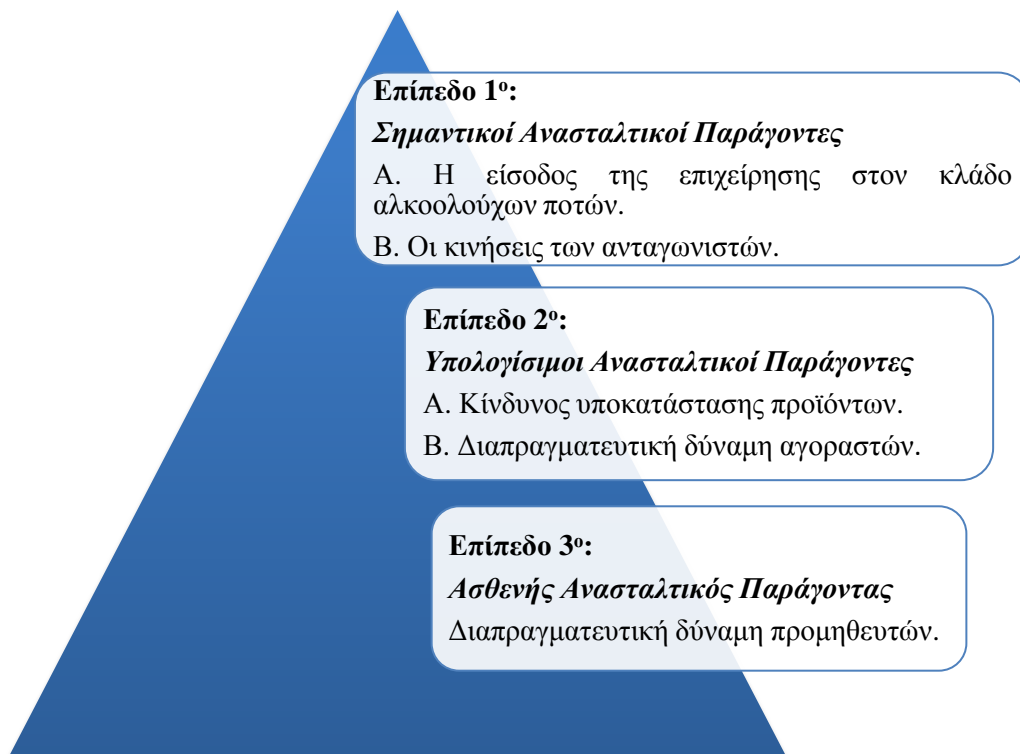 Επίπεδο 1ο:
Σημαντικοί Ανασταλτικοί Παράγοντες
Α. Η είσοδος της επιχείρησης στον κλάδο
αλκοολούχων ποτών.
Β. Οι κινήσεις των ανταγωνιστών.
Επίπεδο 2ο:
Υπολογίσιμοι Ανασταλτικοί Παράγοντες
Α. Κίνδυνος υποκατάστασης προϊόντων.
Β. Διαπραγματευτική δύναμη αγοραστών.
Επίπεδο 3ο:
Ασθενής Ανασταλτικός Παράγοντας
Διαπραγματευτική δύναμη προμηθευτών.